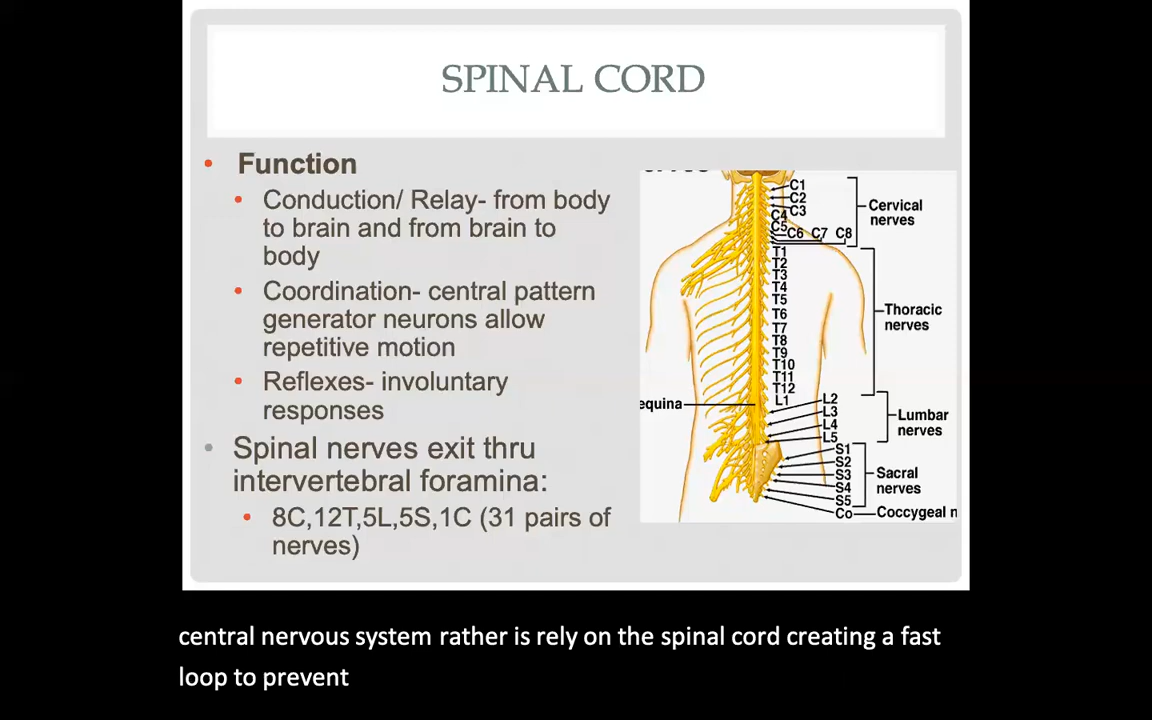 SPINAL CORD
Function
Conduction/ Relay- from body
to brain and from brain to
body
Coordination- central pattern
generator neurons allow
repetitive motion
Reflexes- involuntary
responses
Spinal nerves exit thru
intervertebral foramina:
8C,12T,5L,5S,1C (31 pairs of
nerves)
C1
C2
C3
C4
C5
C6 C7 C8
Cervical
nerves
T1
T2
T3
T4
T5
T6
T7
T8
T9
T10
T11
T12
Thoracic
nerves
L1
equina
L2
L3
L4
L5
Lumbar
nerves
S1
S2
S3
S4
S5
Sacral
nerves
Co
Coccygeal n
central nervous system rather is rely on the spinal cord creating a fast
loop to prevent